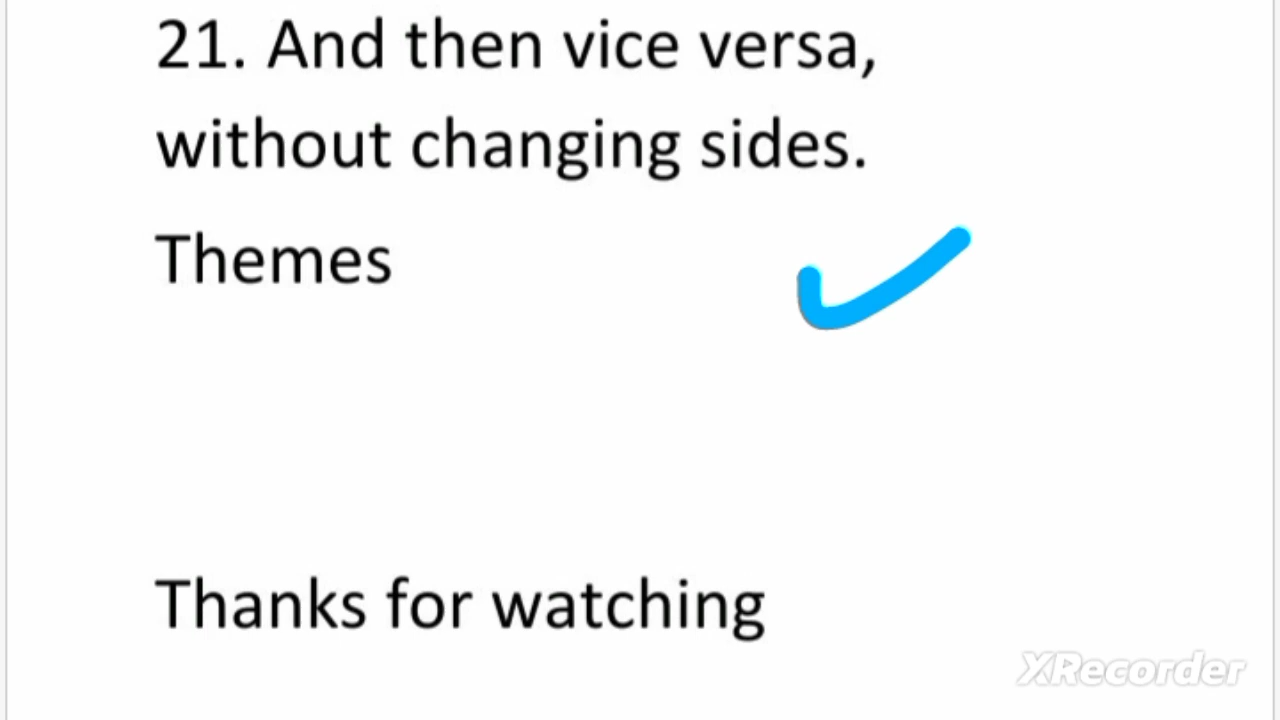 21. And then vice versa,
without changing sides.
Themes
Thanks for watching
XRecorder